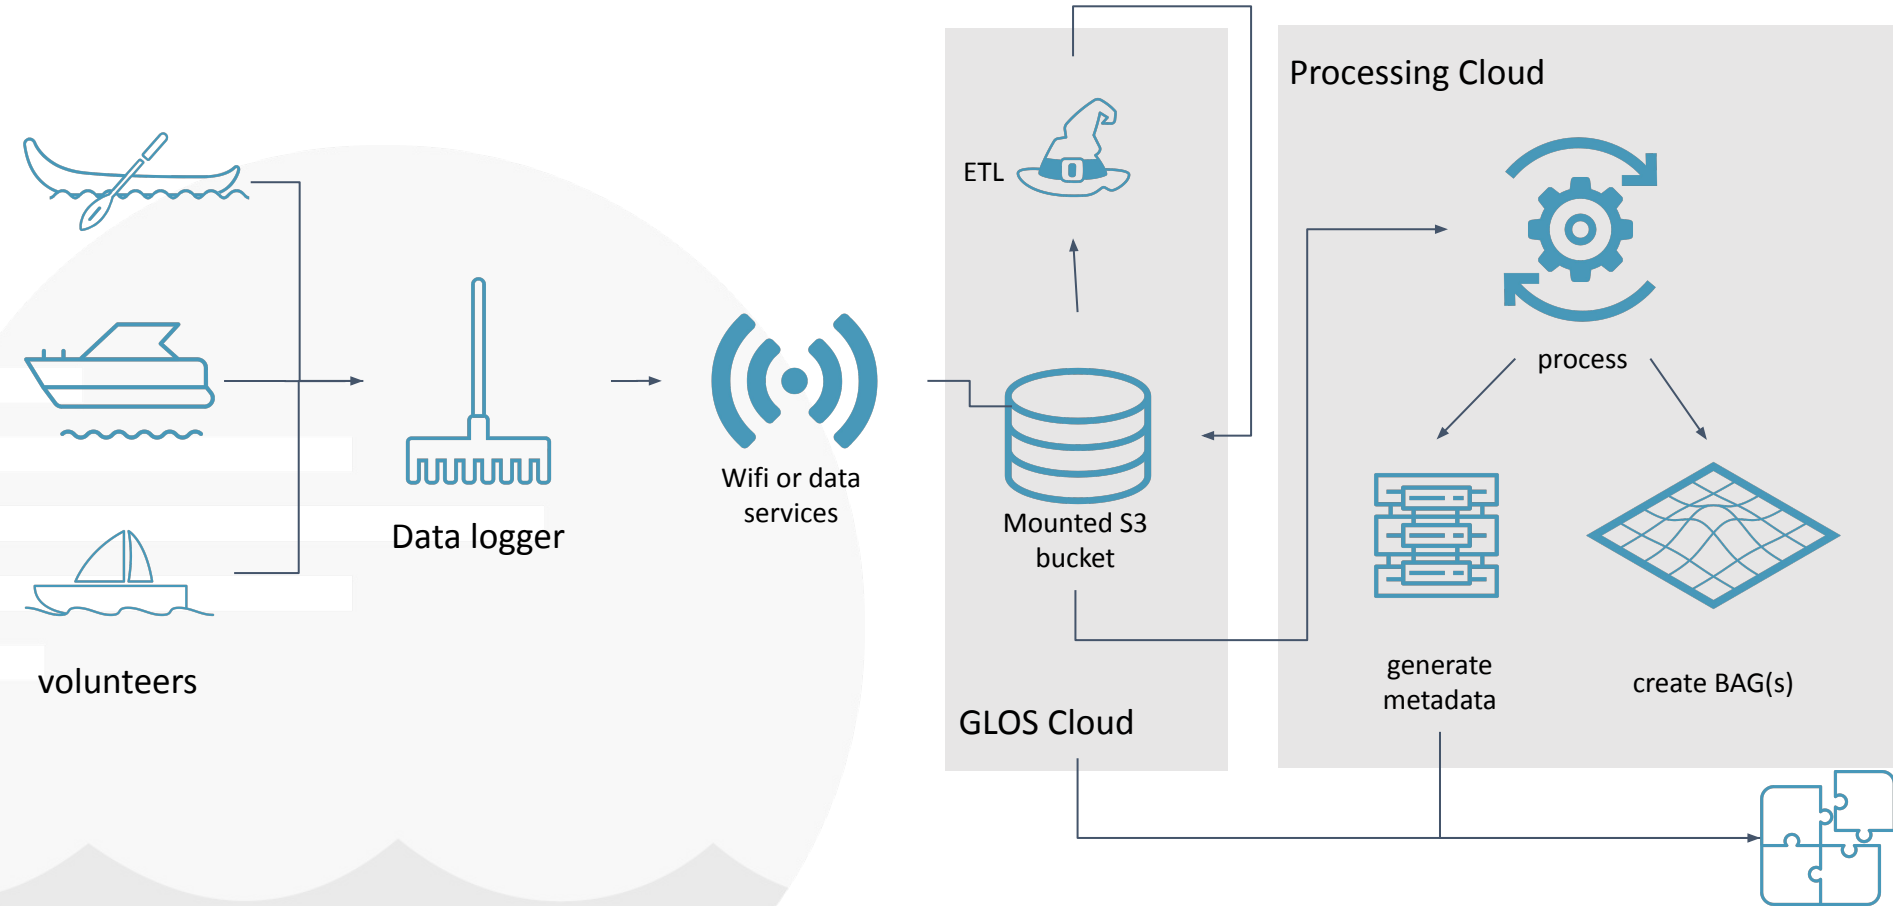 Processing Cloud
ETL
process
Wifi or data
services
Data logger
Mounted S3
bucket
volunteers
generate
metadata
create BAG(s)
GLOS Cloud